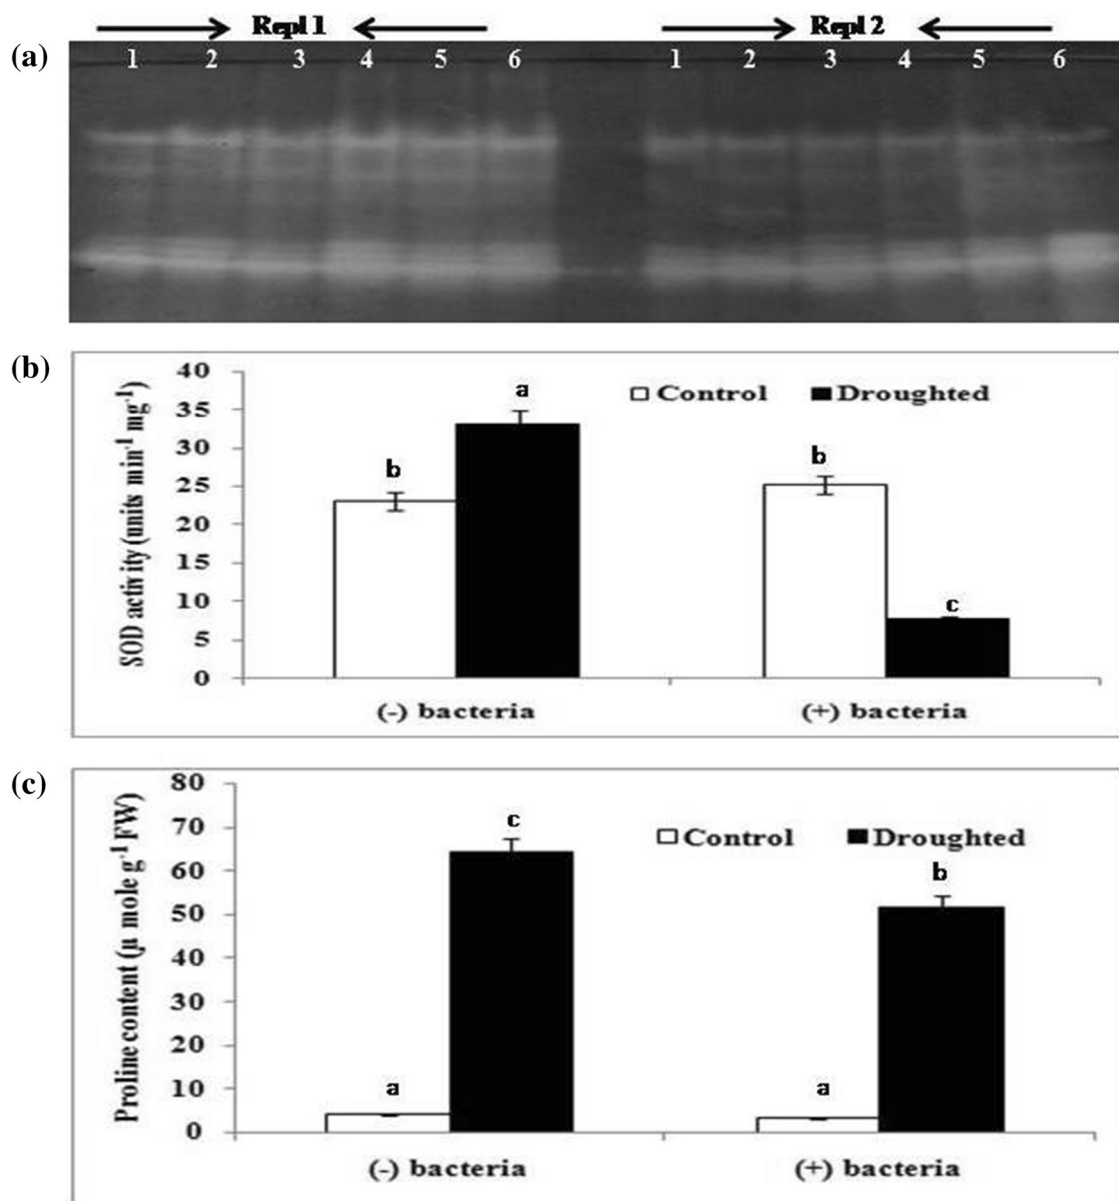 Repl 1 Repl 2
(a)
1 2 3 4 5 6 1 2 3 4 5 6
(b)
SOD activity (units min-1 mg-1)
40
35
30
25
20
15
10
5
0
a
b
b
c
Control Droughted
(-) bacteria (+) bacteria
(c)
Proline content (µ mole g-1 FW)
80
70
60
50
40
30
20
10
0
c
b
a a
Control Droughted
(-) bacteria (+) bacteria